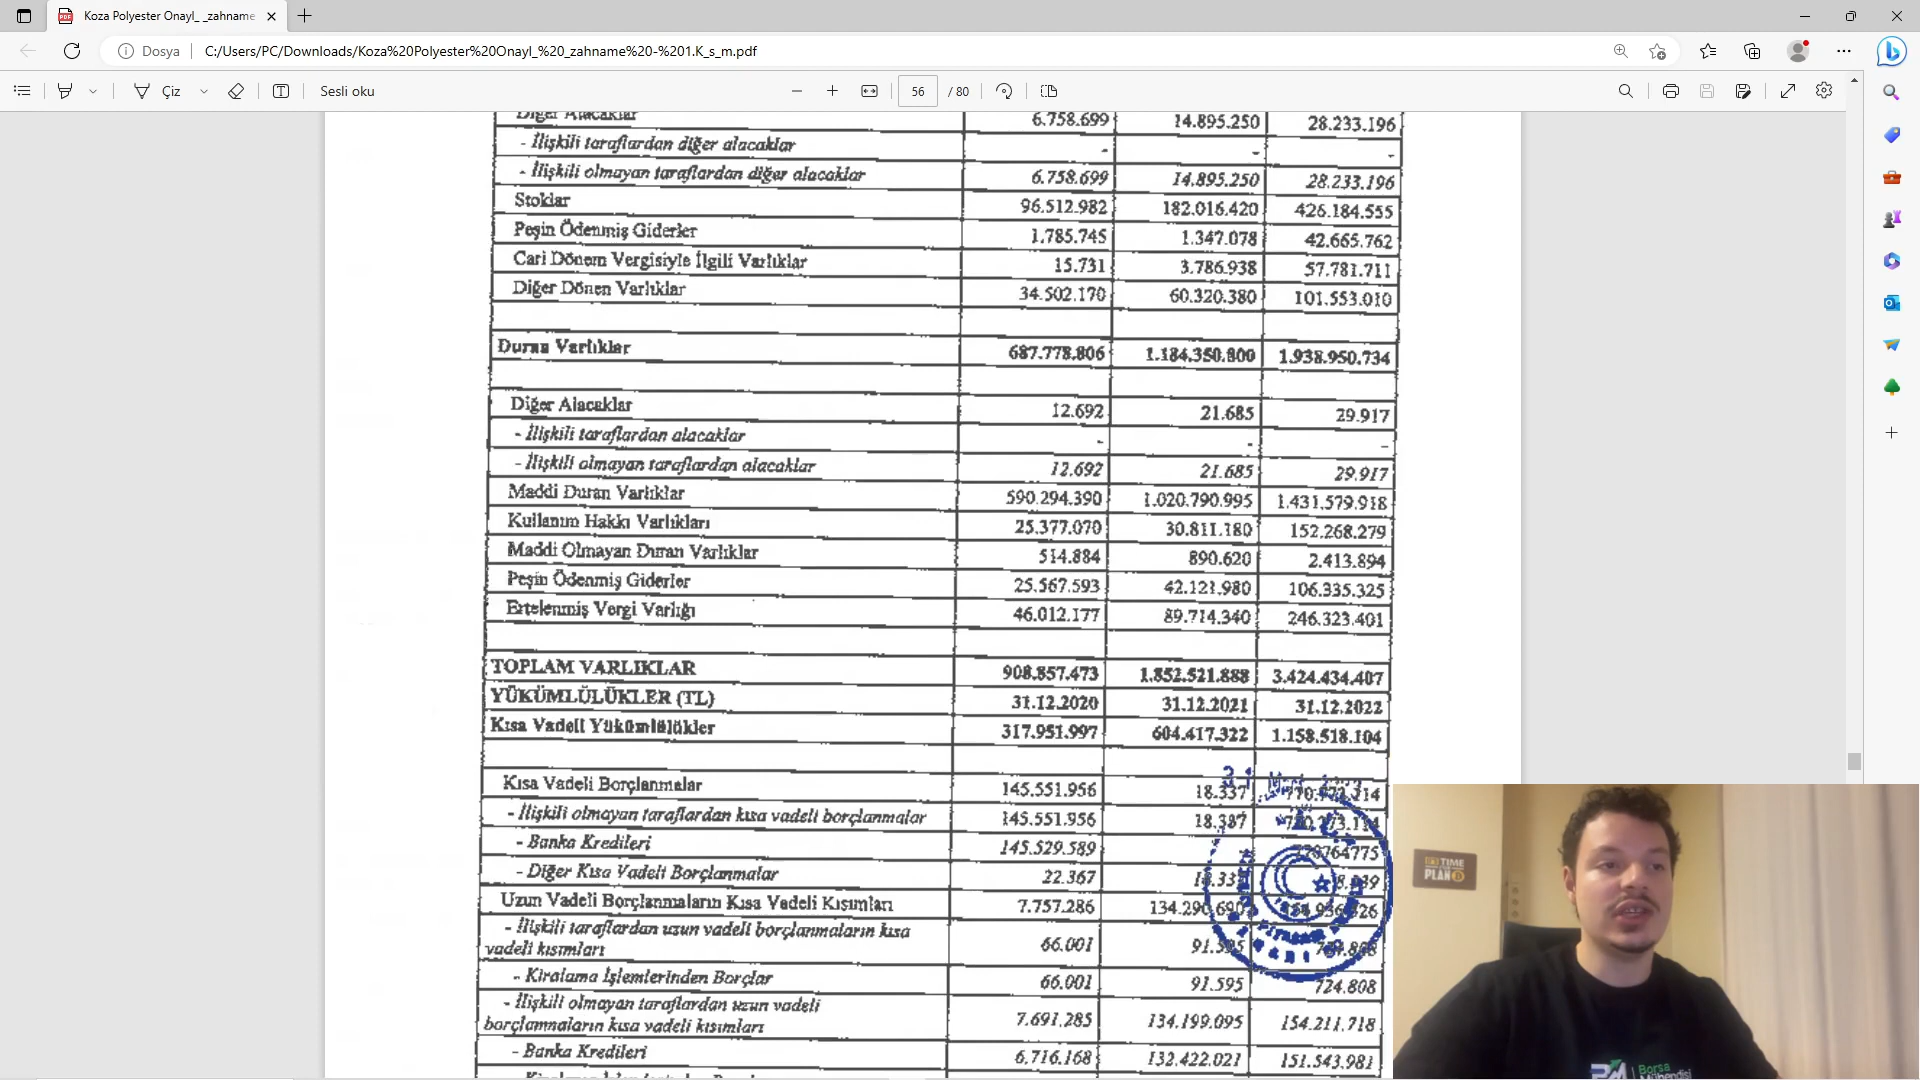 Koza Polyester Onayl_ _zahname
Dosya
C:/Users/PC/Downloads/Koza%20Polyester%20Onayl_%20_zahname%20-%201.K_s_m.pdf
Çiz
Sesli oku
56 / 80
Diğer Alacaklar 6.758.699 14.895.250 28.233.196
- İlişkili taraflardan diğer alacaklar - - -
- İlişkili olmayan taraflardan diğer alacaklar 6.758.699 14.895.250 28.233.196
Stoklar 96.512.982 182.016.420 426.184.555
Peşin Ödenmiş Giderler 1.785.745 1.347.078 42.665.762
Cari Dönem Vergisiyle İlgili Varlıklar 15.731 3.786.938 57.781.711
Diğer Dönen Varlıklar 34.502.170 60.320.380 101.553.010
Duran Varlıklar 687.778.806 1.184.350.800 1.938.950.734
Diğer Alacaklar 12.692 21.685 29.917
- İlişkili taraflardan alacaklar - - -
- İlişkili olmayan taraflardan alacaklar 12.692 21.685 29.917
Maddi Duran Varlıklar 590.294.390 1.020.790.995 1.431.579.918
Kullanım Hakkı Varlıkları 25.377.070 30.811.180 152.268.279
Maddi Olmayan Duran Varlıklar 514.884 890.620 2.413.894
Peşin Ödenmiş Giderler 25.567.593 42.121.980 106.335.325
Ertelenmiş Vergi Varlığı 46.012.177 89.714.340 246.323.401
TOPLAM VARLIKLAR 908.857.473 1.852.521.888 3.424.434.407
YÜKÜMLÜLÜKLER (TL) 31.12.2020 31.12.2021 31.12.2022
Kısa Vadeli Yükümlülükler 317.951.997 604.417.322 1.158.518.104
Kısa Vadeli Borçlanmalar 145.551.956 18.337
- İlişkili olmayan taraflardan kısa vadeli borçlanmalar 145.551.956 18.337
- Banka Kredileri 145.529.589
- Diğer Kısa Vadeli Borçlanmalar 22.367
Uzun Vadeli Borçlanmaların Kısa Vadeli Kısımları 7.757.286 134.290.690
- İlişkili taraflardan uzun vadeli borçlanmaların kısa
vadeli kısımları 66.001
- Kiralama İşlemlerinden Borçlar 66.001 91.595 724.808
- İlişkili olmayan taraflardan uzun vadeli
borçlanmaların kısa vadeli kısımları 7.691.285 134.199.095 154.211.718
- Banka Kredileri 6.716.168 132.422.021 151.543.981
TIME
PLAN B
Borsa
Mühendisi